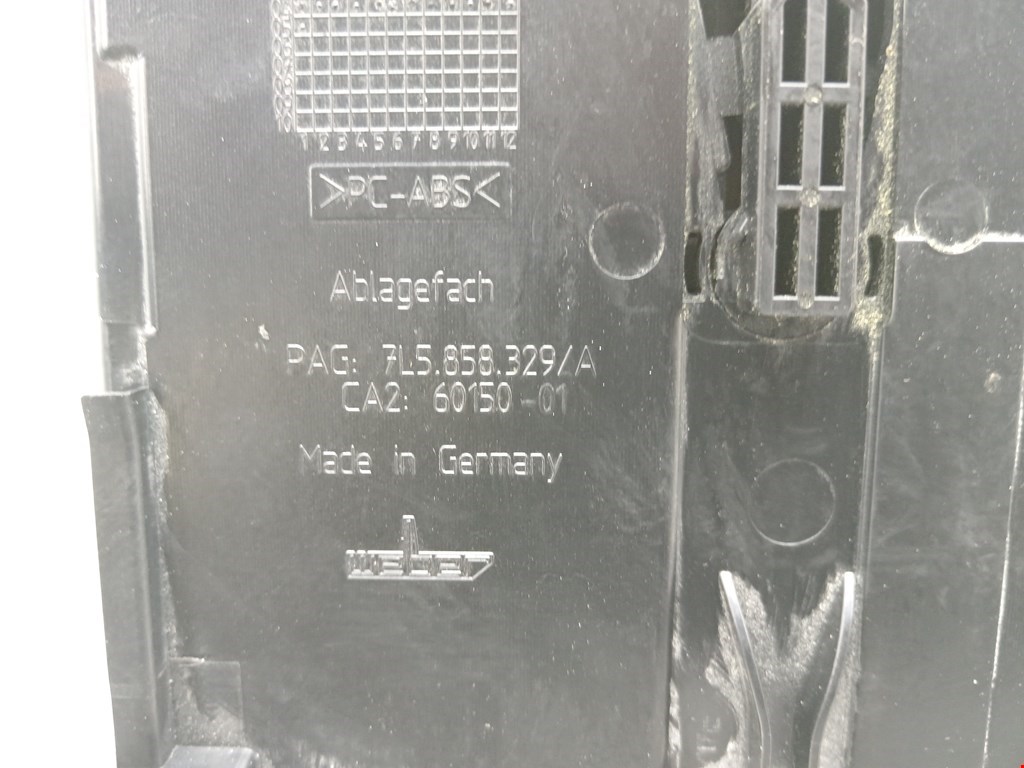 1 2 3 4 5 6 7 8 9 10 11 12
>PC-ABS<
Ablagefach
PAG: 7L5.858.329/A
CA2: 60150-01
Made in Germany
weber